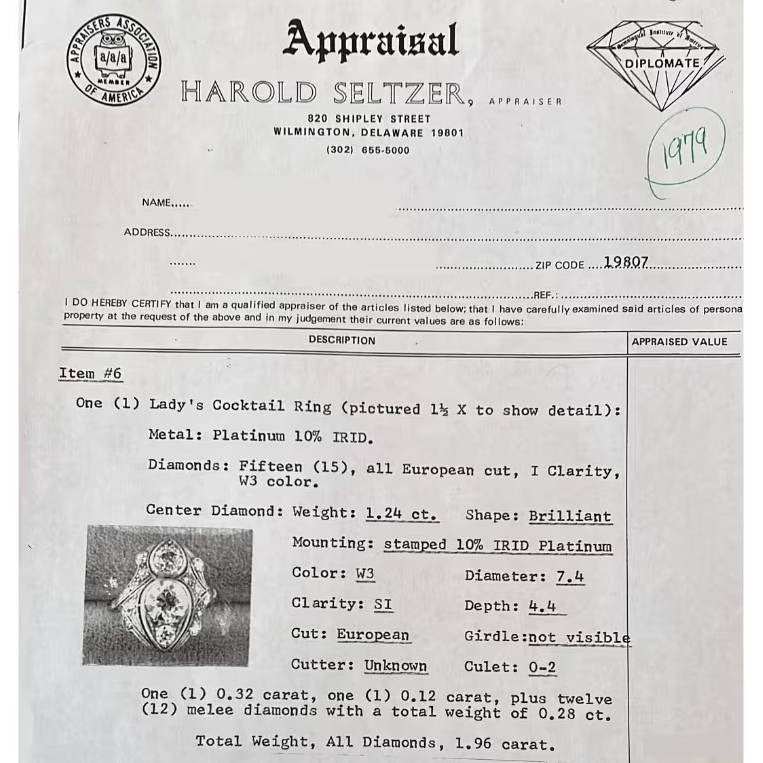 APPRAISERS ASSOCIATION
a/a/a
MEMBER
OF AMERICA
Appraisal
Gemological Institute of America
DIPLOMATE
HAROLD SELTZER, APPRAISER
820 SHIPLEY STREET
WILMINGTON, DELAWARE 19801
(302) 655-5000
1979
NAME.....
ADDRESS
ZIP CODE ....19807
REF.:
I DO HEREBY CERTIFY that I am a qualified appraiser of the articles listed below; that I have carefully examined said articles of persona
property at the request of the above and in my judgement their current values are as follows:
DESCRIPTION
APPRAISED VALUE
Item #6
One (1) Lady's Cocktail Ring (pictured 1½ X to show detail):
Metal: Platinum 10% IRID.
Diamonds: Fifteen (15), all European cut, I Clarity,
W3 color.
Center Diamond: Weight: 1.24 ct. Shape: Brilliant
Mounting: stamped 10% IRID Platinum
Color: W3 Diameter: 7.4
Clarity: SI Depth: 4.4
Cut: European Girdle:not visible
Cutter: Unknown Culet: 0-2
One (1) 0.32 carat, one (1) 0.12 carat, plus twelve
(12) melee diamonds with a total weight of 0.28 ct.
Total Weight, All Diamonds, 1.96 carat.